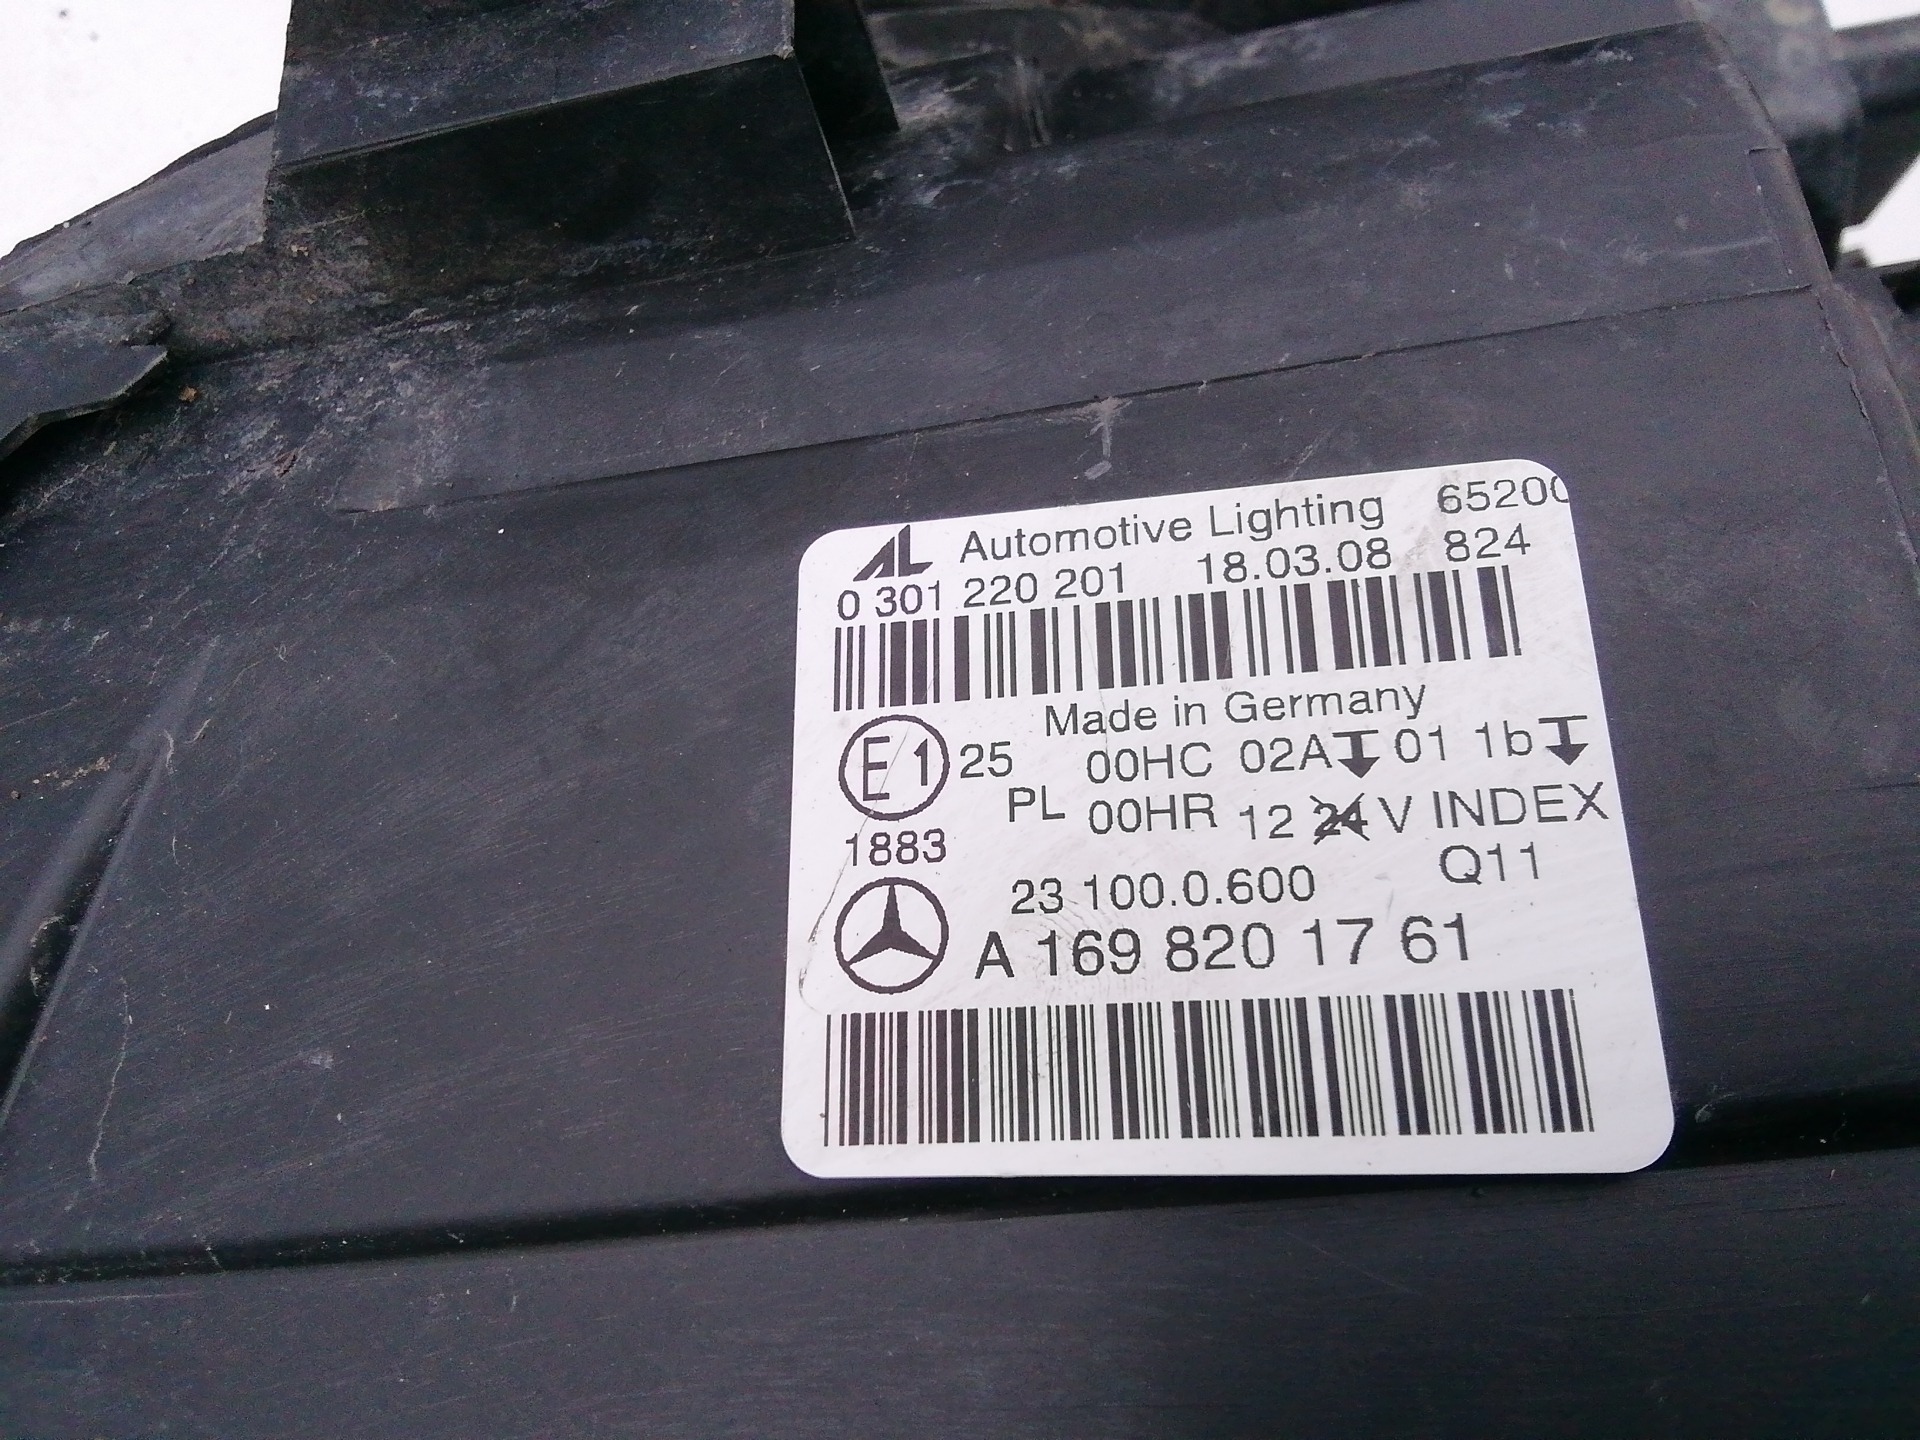 AL Automotive Lighting 65200
0 301 220 201 18.03.08 824
Made in Germany
E1 25 00HC 02A 01 1b
PL 00HR 12 24 V INDEX
1883 Q11
23 100.0.600
A 169 820 17 61